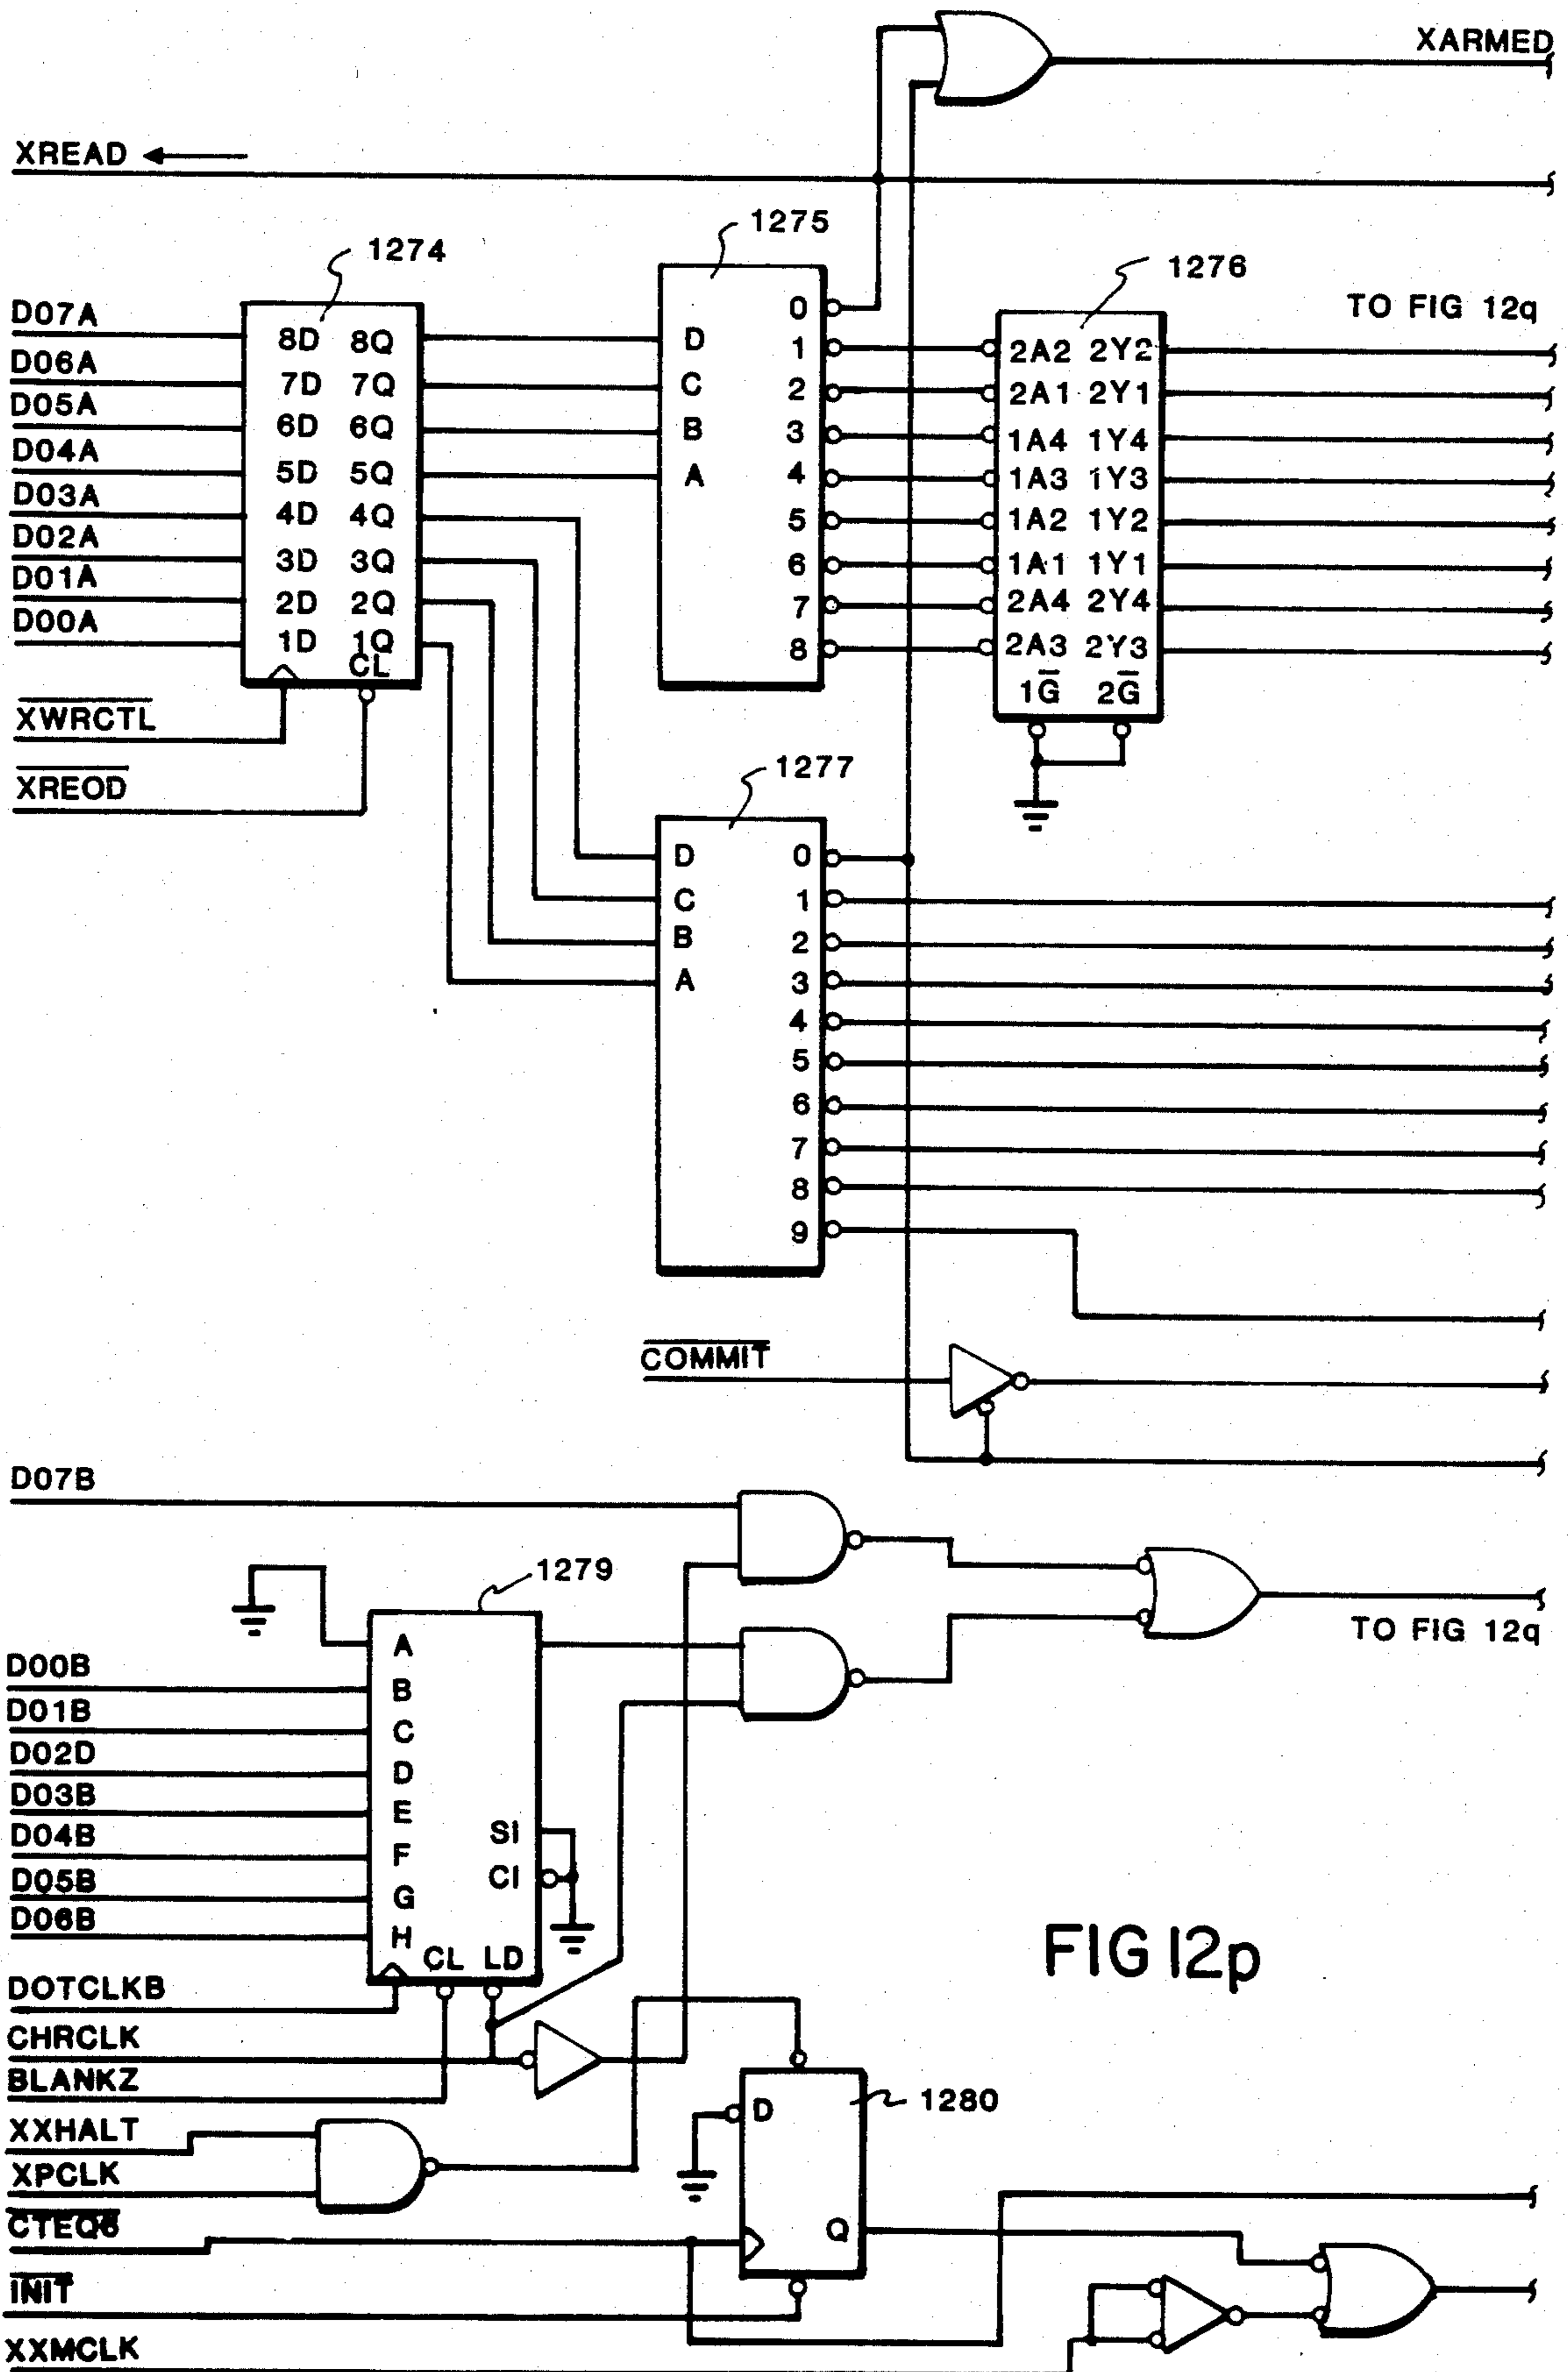 XARMED
XREAD
1275
1274
1276
TO FIG 12q
D07A
D06A
D05A
D04A
D03A
D02A
D01A
D00A
8D 8Q
7D 7Q
6D 6Q
5D 5Q
4D 4Q
3D 3Q
2D 2Q
1D 1Q
CL
D
C
B
A
0
1
2
3
4
5
6
7
8
2A2 2Y2
2A1 2Y1
1A4 1Y4
1A3 1Y3
1A2 1Y2
1A1 1Y1
2A4 2Y4
2A3 2Y3
1G̅ 2G̅
X̅W̅R̅C̅T̅L̅
X̅R̅E̅O̅D̅
1277
D
C
B
A
0
1
2
3
4
5
6
7
8
9
C̅O̅M̅M̅I̅T̅
D07B
1279
TO FIG 12q
D00B
D01B
D02D
D03B
D04B
D05B
D06B
A
B
C
D
E
F
G
H
SI
CI
CL LD
FIG 12p
DOTCLKB
CHRCLK
BLANKZ
1280
D
Q
XXHALT
XPCLK
C̅T̅E̅Q̅6̅
I̅N̅I̅T̅
XXMCLK